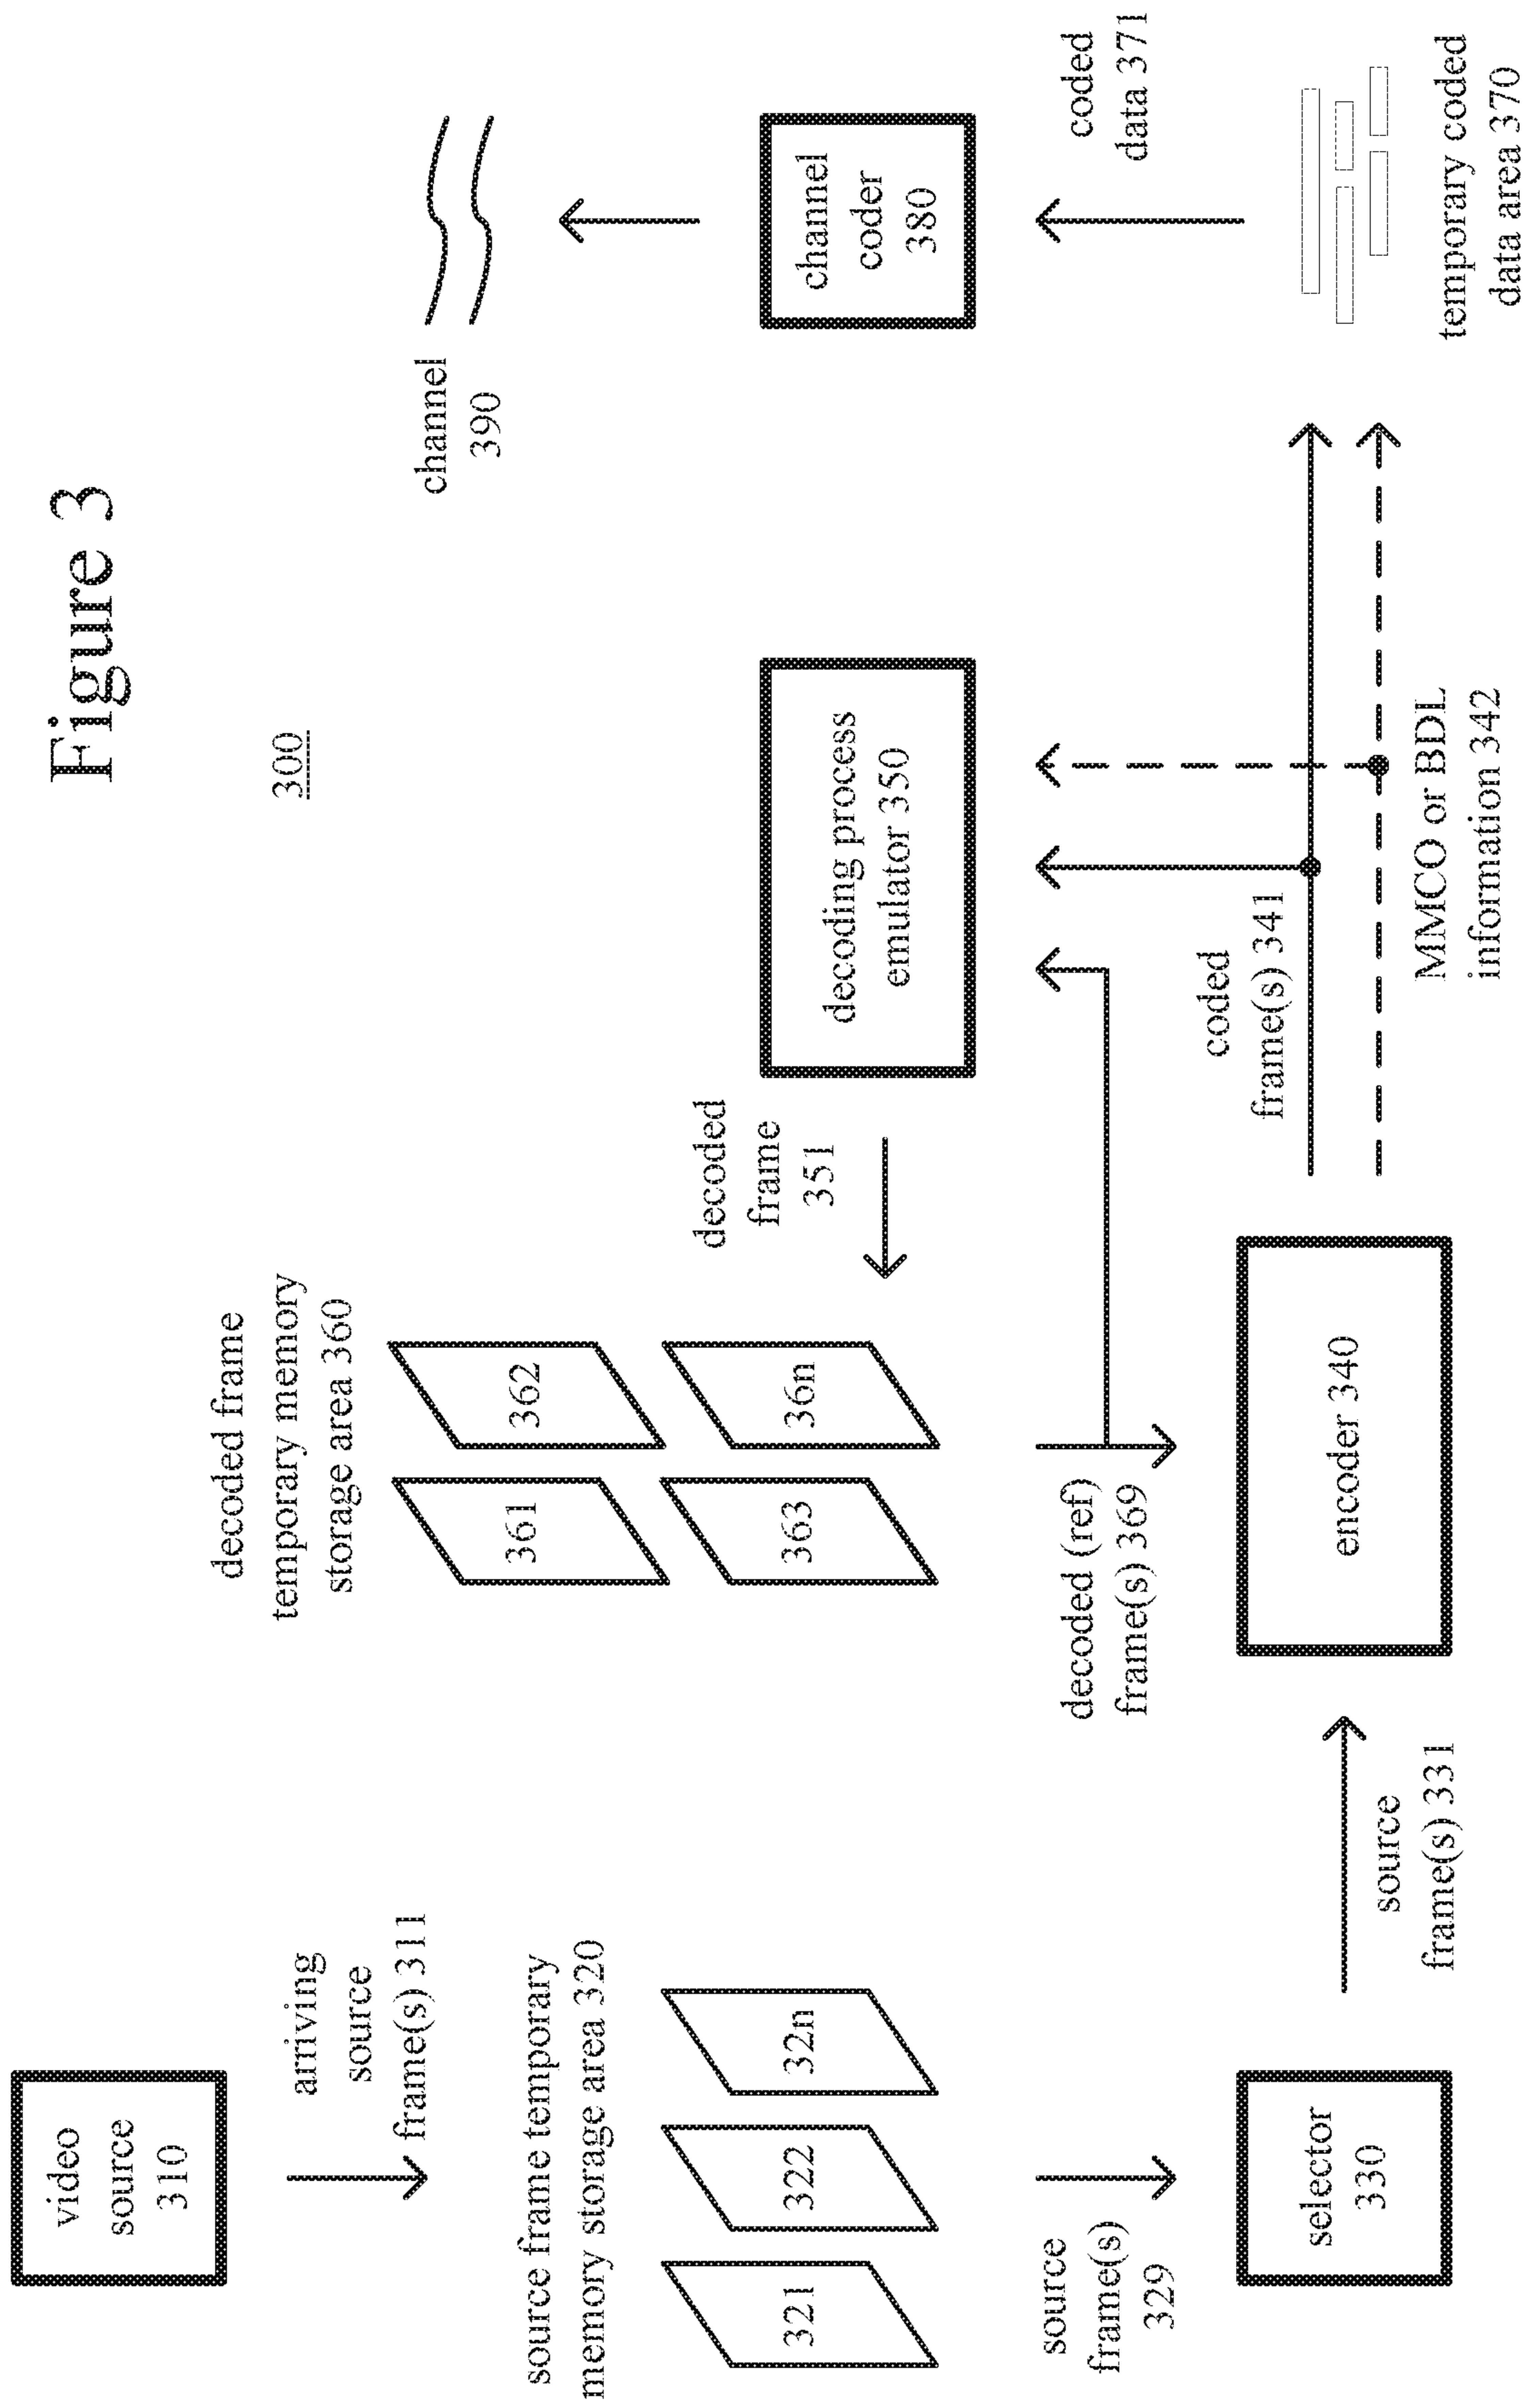 Figure 3
300
video
source
310
arriving
source
frame(s) 311
source frame temporary
memory storage area 320
321
322
32n
source
frame(s)
329
selector
330
source
frame(s) 331
decoded frame
temporary memory
storage area 360
361
362
363
36n
decoded (ref)
frame(s) 369
encoder 340
decoded
frame
351
decoding process
emulator 350
coded
frame(s) 341
MMCO or BDL
information 342
channel
390
channel
coder
380
coded
data 371
temporary coded
data area 370